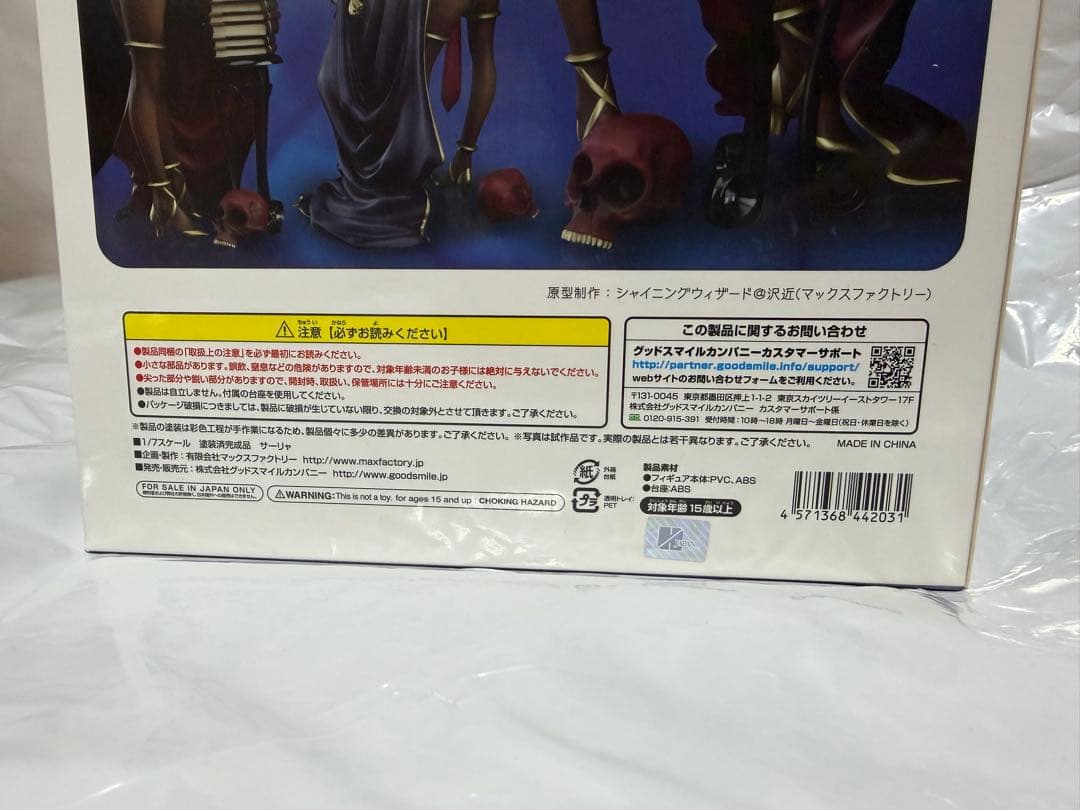 原型制作：シャイニングウィザード＠沢近(マックスファクトリー)
ちゅうい かなら よ
⚠注意【必ずお読みください】
●製品同梱の「取扱上の注意」を必ず最初にお読みください。
●小さな部品があります。誤飲、窒息などの危険がありますので、対象年齢未満のお子様には絶対に与えないでください。
●尖った部分や鋭い部分がありますので、開封時、取扱い、保管場所には十分にご注意ください。
●製品は自立しません。付属の台座を使用してください。
●パッケージ破損につきましては、製品に破損が生じていない限り、交換の対象外とさせて頂きます。ご了承ください。
この製品に関するお問い合わせ
グッドスマイルカンパニーカスタマーサポート
http://partner.goodsmile.info/support/
webサイトのお問い合わせフォームをご利用ください。
〒131-0045 東京都墨田区押上1-1-2 東京スカイツリーイーストタワー17F
株式会社グッドスマイルカンパニー カスタマーサポート係
0120-915-391 受付時間：10時～18時 月曜日～金曜日(祝日・休業日を除く)
※製品の塗装は彩色工程が手作業になるため、製品個々に多少の差異があります。ご了承ください。※写真は試作品です。実際の製品とは若干異なります。ご了承ください。
MADE IN CHINA
■1/7スケール 塗装済完成品 サーリャ
■企画・製作：有限会社マックスファクトリー http://www.maxfactory.jp
■発売・販売元：株式会社グッドスマイルカンパニー http://www.goodsmile.jp
FOR SALE IN JAPAN ONLY
⚠WARNING:This is not a toy. for ages 15 and up : CHOKING HAZARD
紙 外箱
台紙
プラ 透明トレイ:
PET
製品素材
●フィギュア本体:PVC、ABS
●台座:ABS
対象年齢15歳以上
4 571368 442031